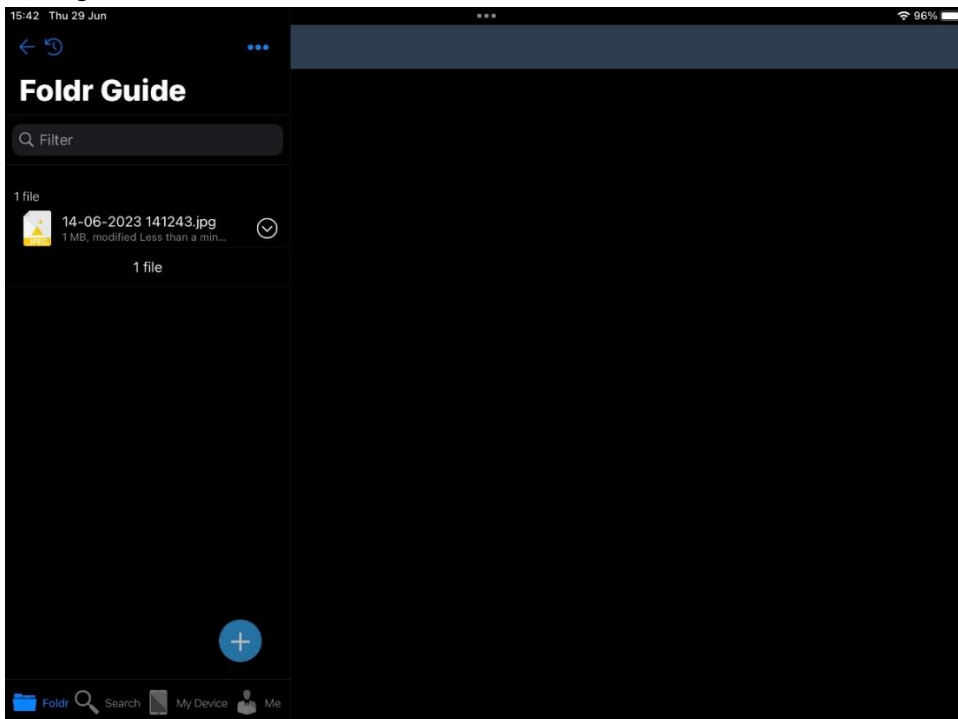 15:42 Thu 29 Jun
96%
Foldr Guide
Filter
1 file
14-06-2023 141243.jpg
JPEG
1 MB, modified Less than a min...
1 file
Foldr Search My Device Me